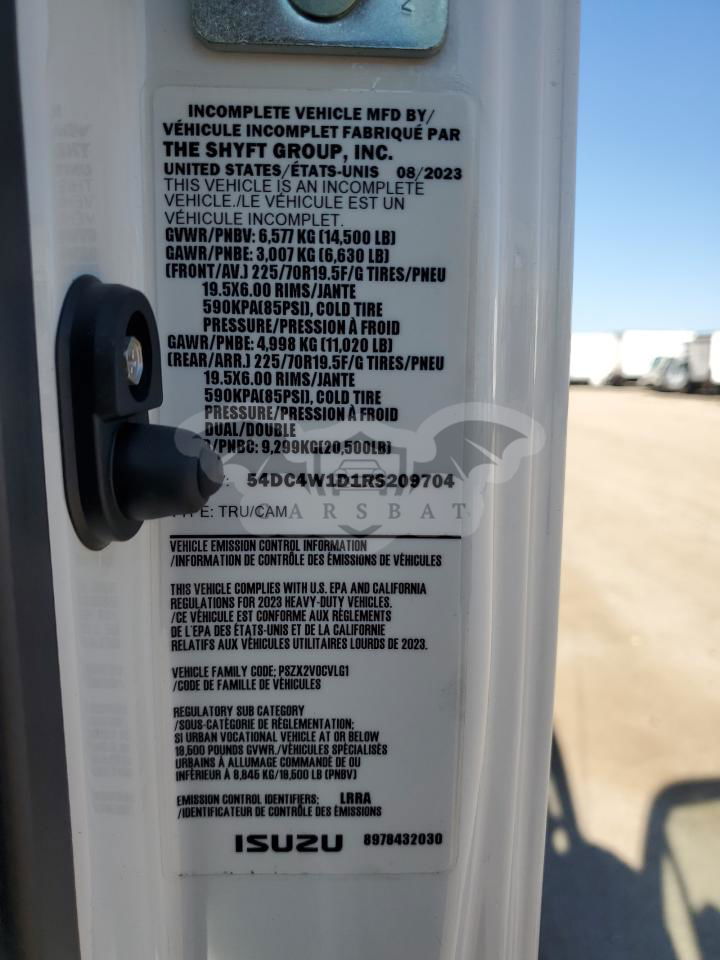 2
INCOMPLETE VEHICLE MFD BY/
VÉHICULE INCOMPLET FABRIQUÉ PAR
THE SHYFT GROUP, INC.
UNITED STATES/ÉTATS-UNIS 08/2023
THIS VEHICLE IS AN INCOMPLETE
VEHICLE./LE VÉHICULE EST UN
VÉHICULE INCOMPLET.
GVWR/PNBV: 6,577 KG (14,500 LB)
GAWR/PNBE: 3,007 KG (6,630 LB)
(FRONT/AV.) 225/70R19.5F/G TIRES/PNEU
19.5X6.00 RIMS/JANTE
590KPA(85PSI), COLD TIRE
PRESSURE/PRESSION À FROID
GAWR/PNBE: 4,998 KG (11,020 LB)
(REAR/ARR.) 225/70R19.5F/G TIRES/PNEU
19.5X6.00 RIMS/JANTE
590KPA(85PSI), COLD TIRE
PRESSURE/PRESSION À FROID
DUAL/DOUBLE
/PNBC: 9,299KG(20,500LB)
54DC4W1D1RS209704
TYPE: TRU/CAM
CARSBAT
VEHICLE EMISSION CONTROL INFORMATION
/INFORMATION DE CONTRÔLE DES ÉMISSIONS DE VÉHICULES
THIS VEHICLE COMPLIES WITH U.S. EPA AND CALIFORNIA
REGULATIONS FOR 2023 HEAVY-DUTY VEHICLES.
/CE VÉHICULE EST CONFORME AUX RÈGLEMENTS
DE L'EPA DES ÉTATS-UNIS ET DE LA CALIFORNIE
RELATIFS AUX VÉHICULES UTILITAIRES LOURDS DE 2023.
VEHICLE FAMILY CODE; PSZX2VOCVLG1
/CODE DE FAMILLE DE VÉHICULES
REGULATORY SUB CATEGORY
/SOUS-CATÉGORIE DE RÉGLEMENTATION;
SI URBAN VOCATIONAL VEHICLE AT OR BELOW
19,500 POUNDS GVWR./VÉHICULES SPÉCIALISÉS
URBAINS À ALLUMAGE COMMANDÉ DE OU
INFÉRIEUR À 8,845 KG/19,500 LB (PNBV)
EMISSION CONTROL IDENTIFIERS; LRRA
/IDENTIFICATEUR DE CONTRÔLE DES ÉMISSIONS
ISUZU 8978432030